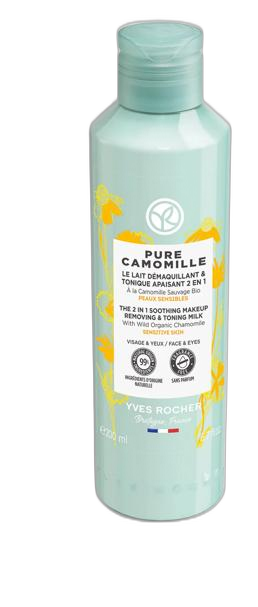 PURE
CAMOMILLE
LE LAIT DÉMAQUILLANT &
TONIQUE APAISANT 2 EN 1
À la Camomille Sauvage Bio
PEAUX SENSIBLES
THE 2 IN 1 SOOTHING MAKEUP
REMOVING & TONING MILK
With Wild Organic Chamomile
SENSITIVE SKIN
VISAGE & YEUX / FACE & EYES
99%
INGRÉDIENTS D'ORIGINE
NATURELLE
SANS PARFUM
YVES ROCHER
Bretagne, France
e200 ml